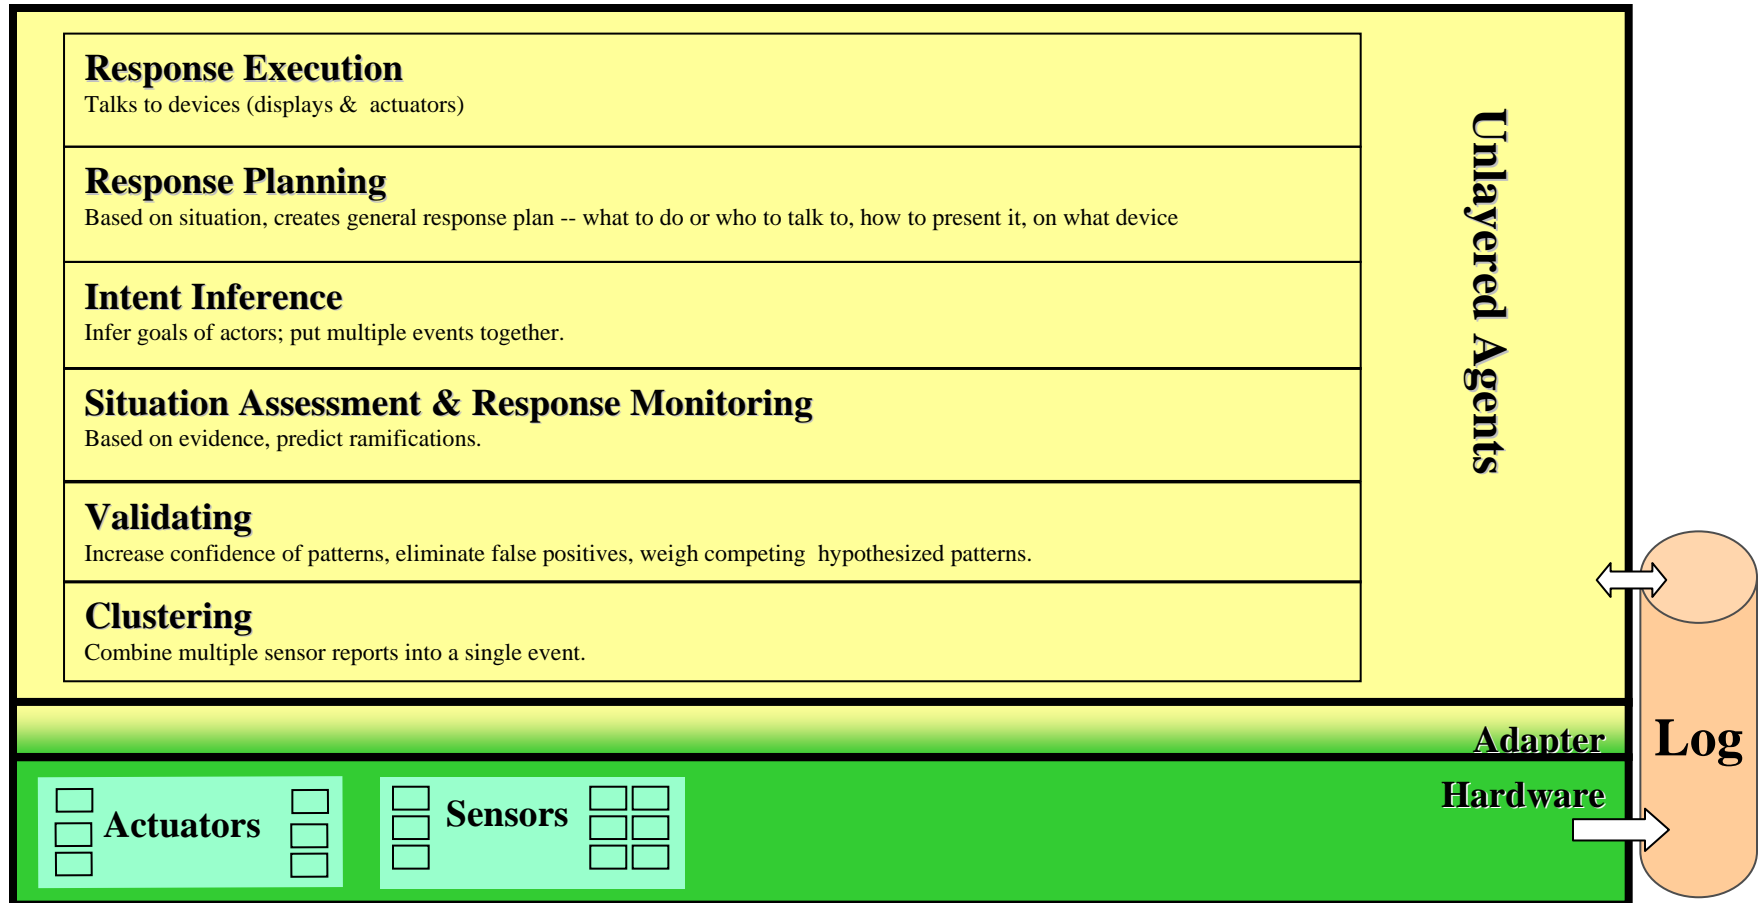 Response Execution
Talks to devices (displays & actuators)
Response Planning
Based on situation, creates general response plan -- what to do or who to talk to, how to present it, on what device
Intent Inference
Infer goals of actors; put multiple events together.
Situation Assessment & Response Monitoring
Based on evidence, predict ramifications.
Validating
Increase confidence of patterns, eliminate false positives, weigh competing hypothesized patterns.
Clustering
Combine multiple sensor reports into a single event.
Unlayered Agents
Adapter
Log
Hardware
Actuators
Sensors